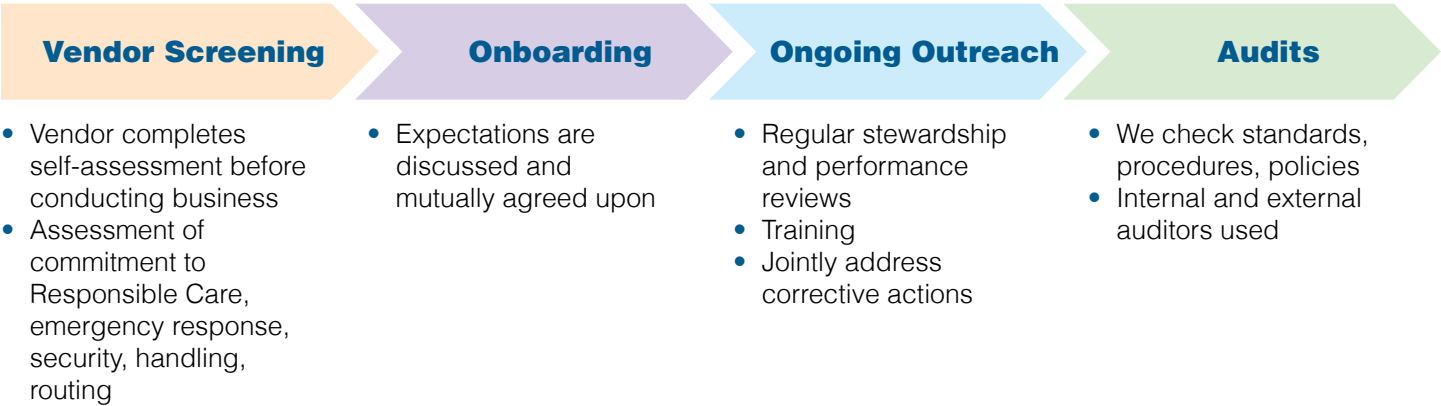 Vendor Screening
• Vendor completes
self-assessment before
conducting business
• Assessment of
commitment to
Responsible Care,
emergency response,
security, handling,
routing
Onboarding
• Expectations are
discussed and
mutually agreed upon
Ongoing Outreach
• Regular stewardship
and performance
reviews
• Training
• Jointly address
corrective actions
Audits
• We check standards,
procedures, policies
• Internal and external
auditors used